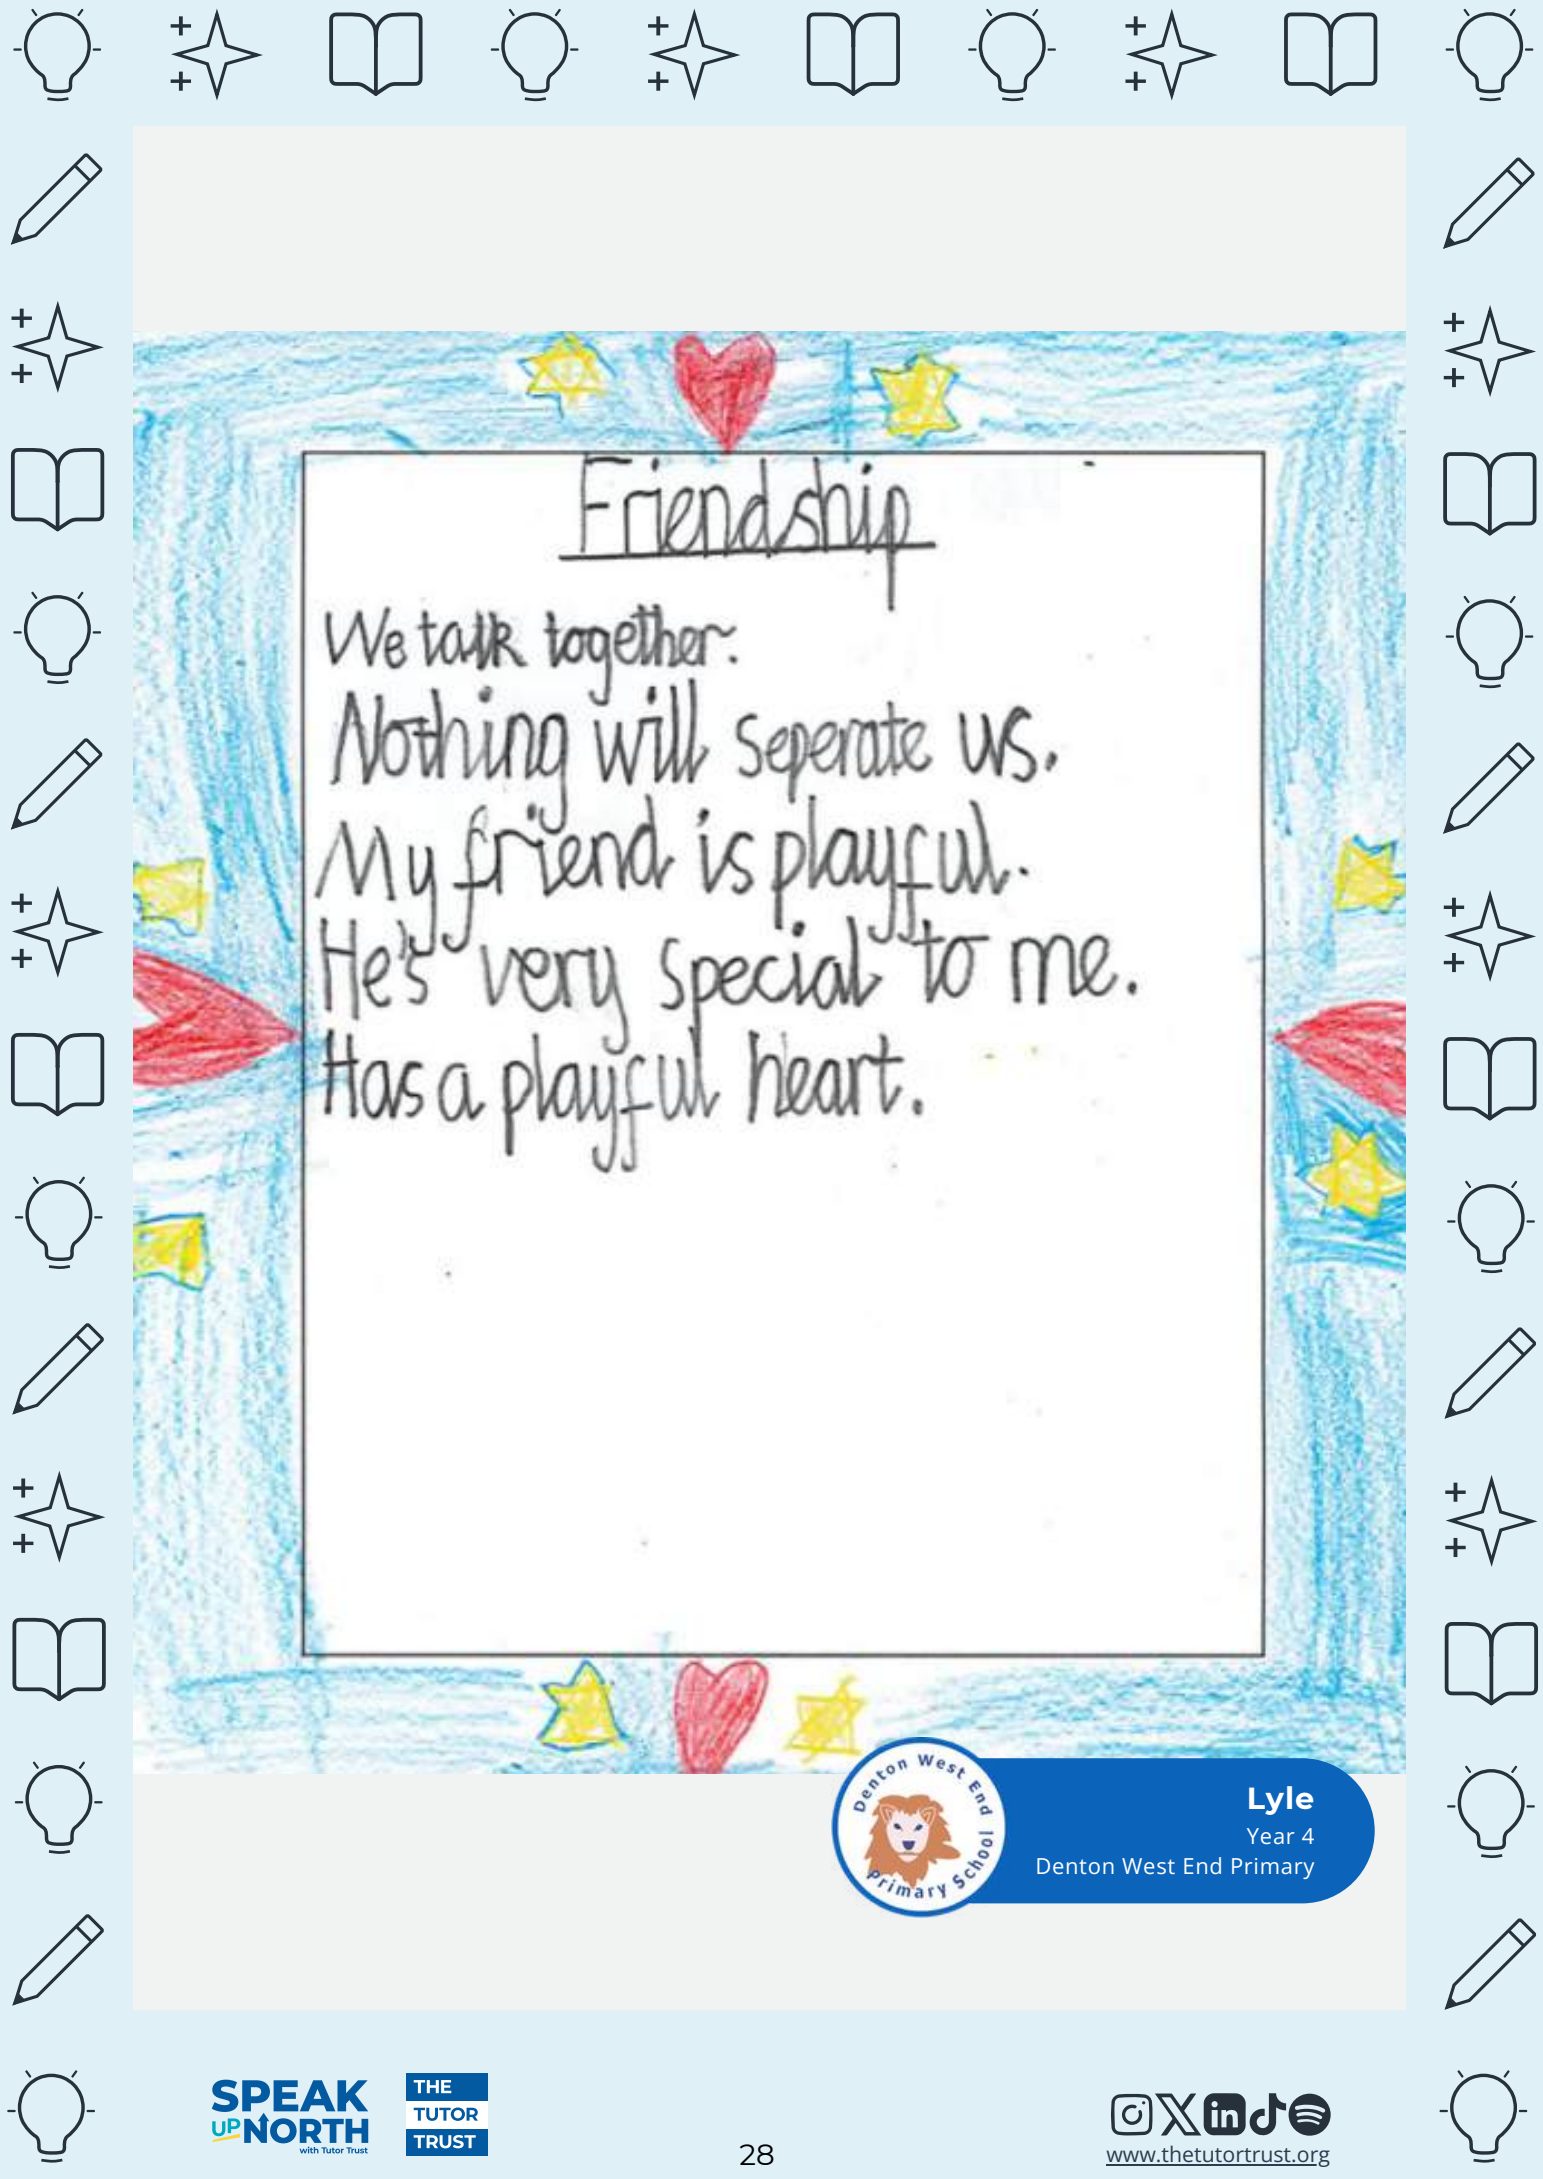 Friendship
We talk together.
Nothing will seperate us.
My friend is playful.
He's very special to me.
Has a playful heart.
Denton West End Primary School
Lyle
Year 4
Denton West End Primary
SPEAK
UP NORTH
with Tutor Trust
THE
TUTOR
TRUST
28
in
www.thetutortrust.org